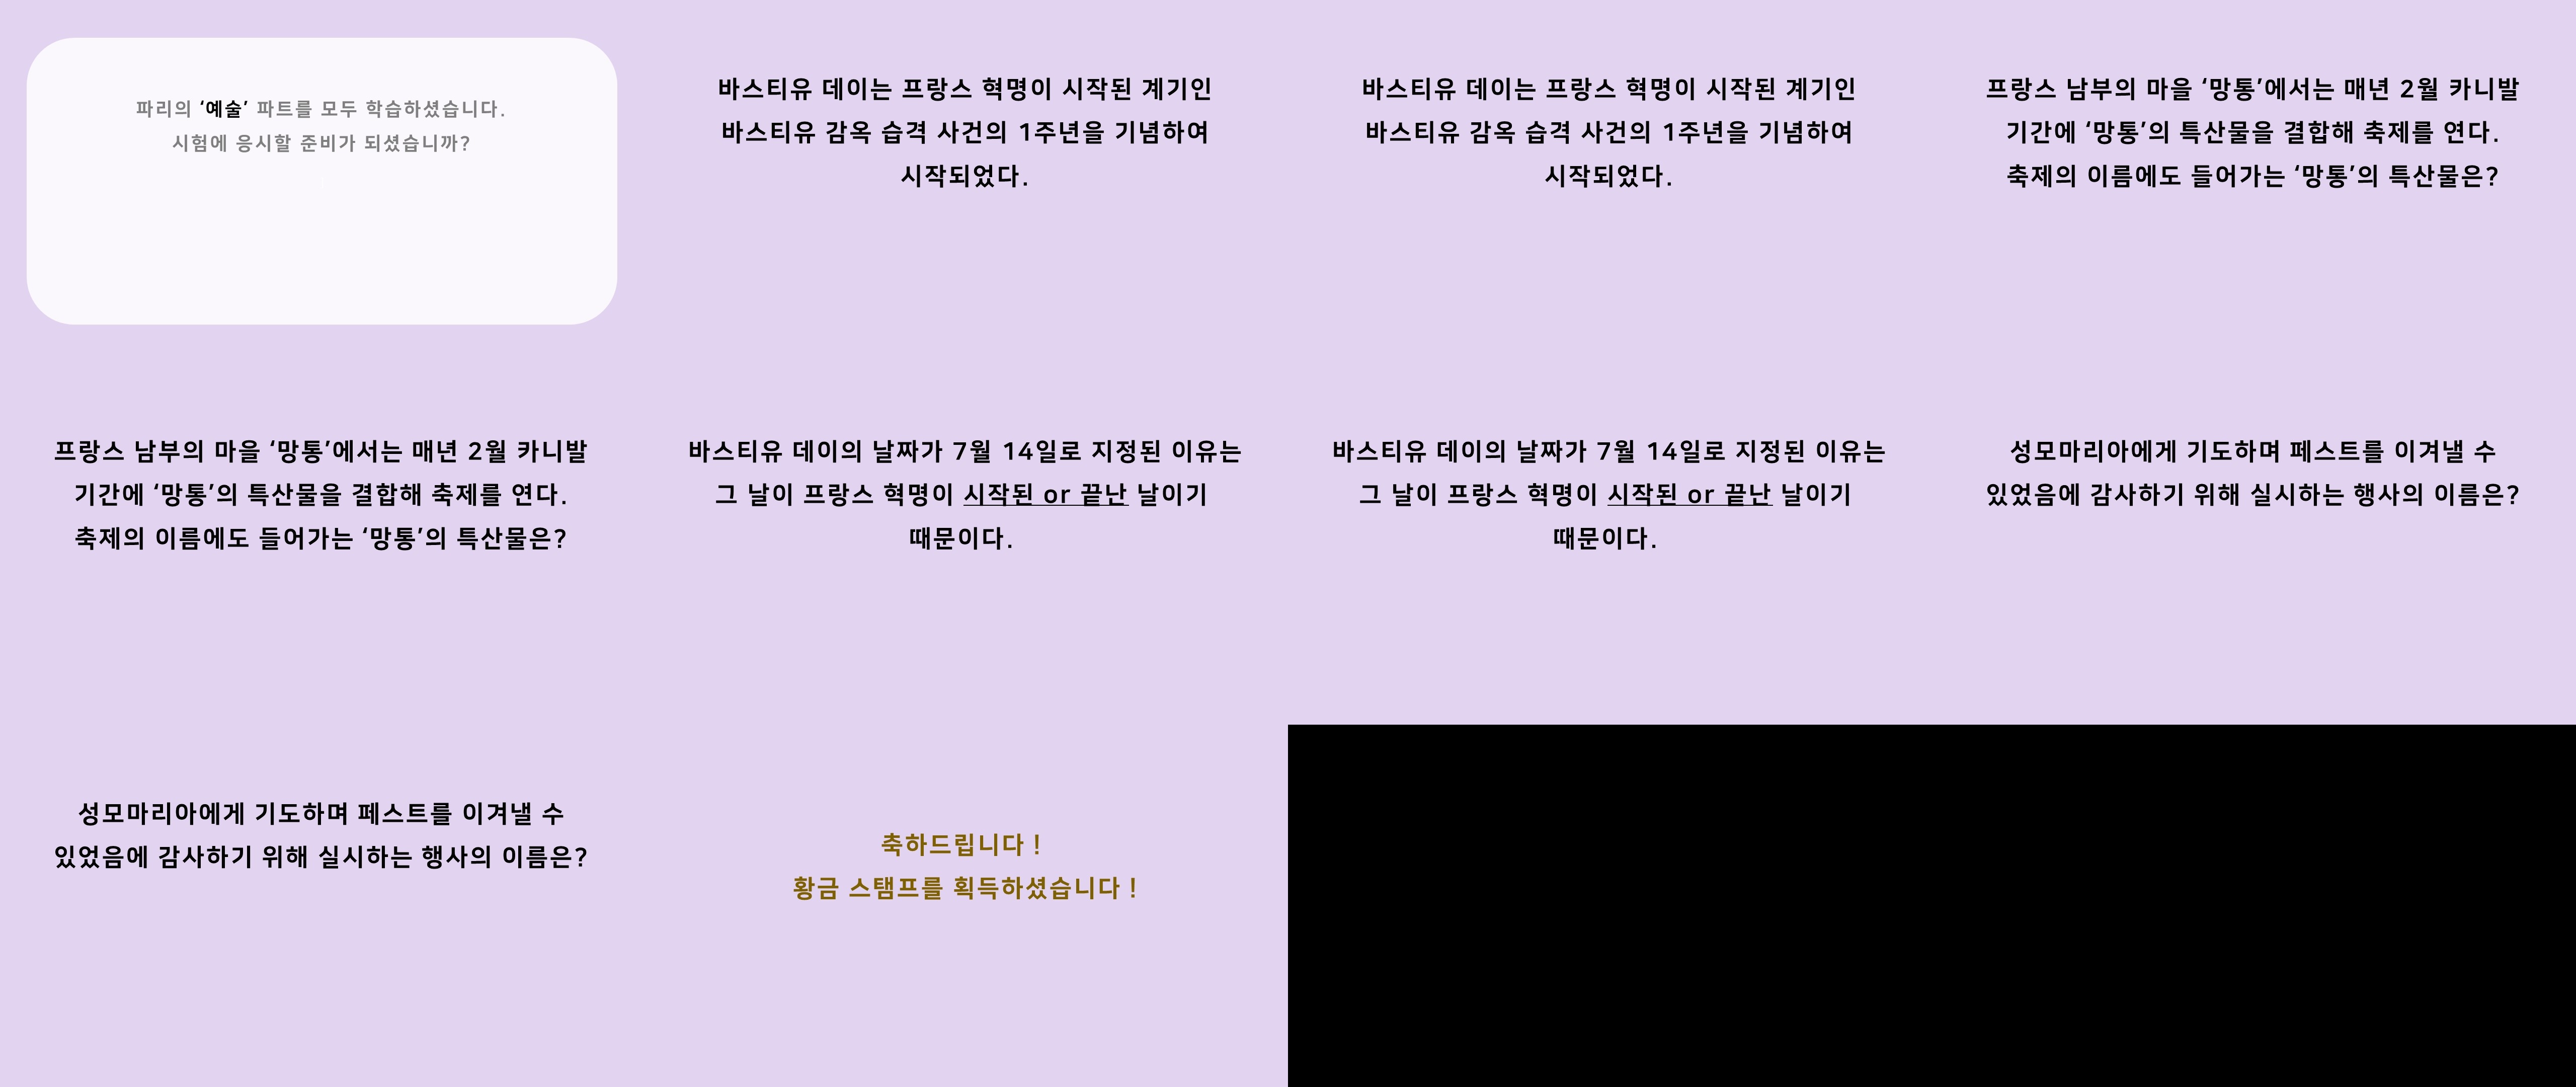 파리의 ‘예술’ 파트를 모두 학습하셨습니다.
시험에 응시할 준비가 되셨습니까?
바스티유 데이는 프랑스 혁명이 시작된 계기인
바스티유 감옥 습격 사건의 1주년을 기념하여
시작되었다.
바스티유 데이는 프랑스 혁명이 시작된 계기인
바스티유 감옥 습격 사건의 1주년을 기념하여
시작되었다.
프랑스 남부의 마을 ‘망통’에서는 매년 2월 카니발
기간에 ‘망통’의 특산물을 결합해 축제를 연다.
축제의 이름에도 들어가는 ‘망통’의 특산물은?
프랑스 남부의 마을 ‘망통’에서는 매년 2월 카니발
기간에 ‘망통’의 특산물을 결합해 축제를 연다.
축제의 이름에도 들어가는 ‘망통’의 특산물은?
바스티유 데이의 날짜가 7월 14일로 지정된 이유는
그 날이 프랑스 혁명이 시작된 or 끝난 날이기
때문이다.
바스티유 데이의 날짜가 7월 14일로 지정된 이유는
그 날이 프랑스 혁명이 시작된 or 끝난 날이기
때문이다.
성모마리아에게 기도하며 페스트를 이겨낼 수
있었음에 감사하기 위해 실시하는 행사의 이름은?
성모마리아에게 기도하며 페스트를 이겨낼 수
있었음에 감사하기 위해 실시하는 행사의 이름은?
축하드립니다 !
황금 스탬프를 획득하셨습니다 !